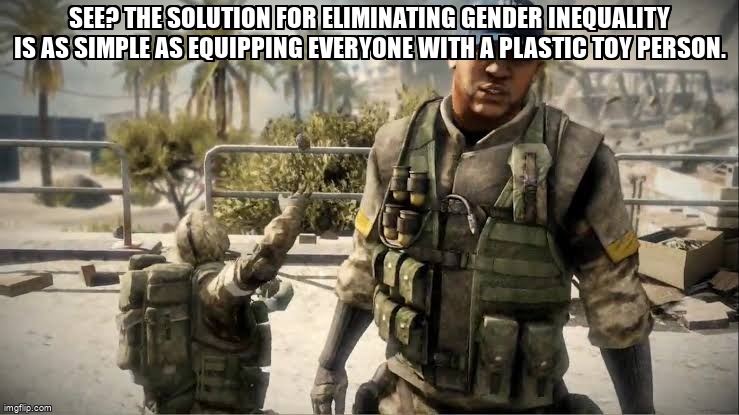 SEE? THE SOLUTION FOR ELIMINATING GENDER INEQUALITY
IS AS SIMPLE AS EQUIPPING EVERYONE WITH A PLASTIC TOY PERSON.
imgflip.com